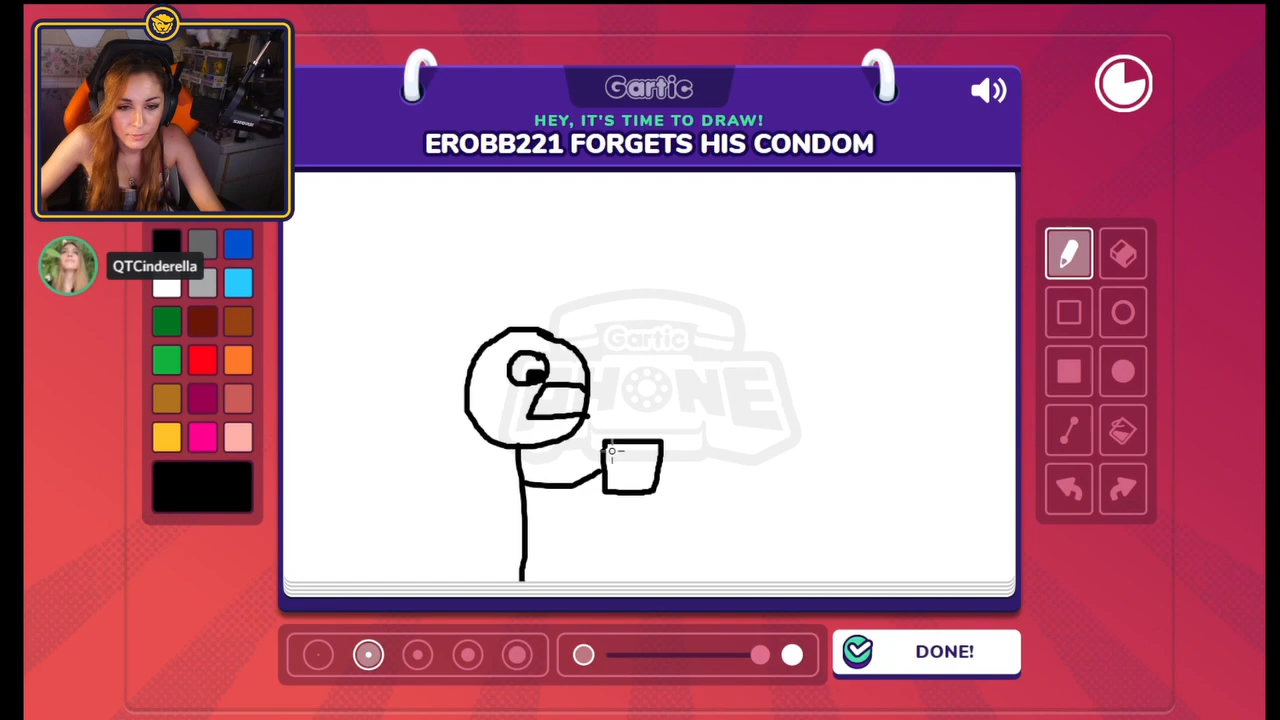 Gartic
HEY, IT'S TIME TO DRAW!
EROBB221 FORGETS HIS CONDOM
QTCinderella
Gartic
PHONE
DONE!